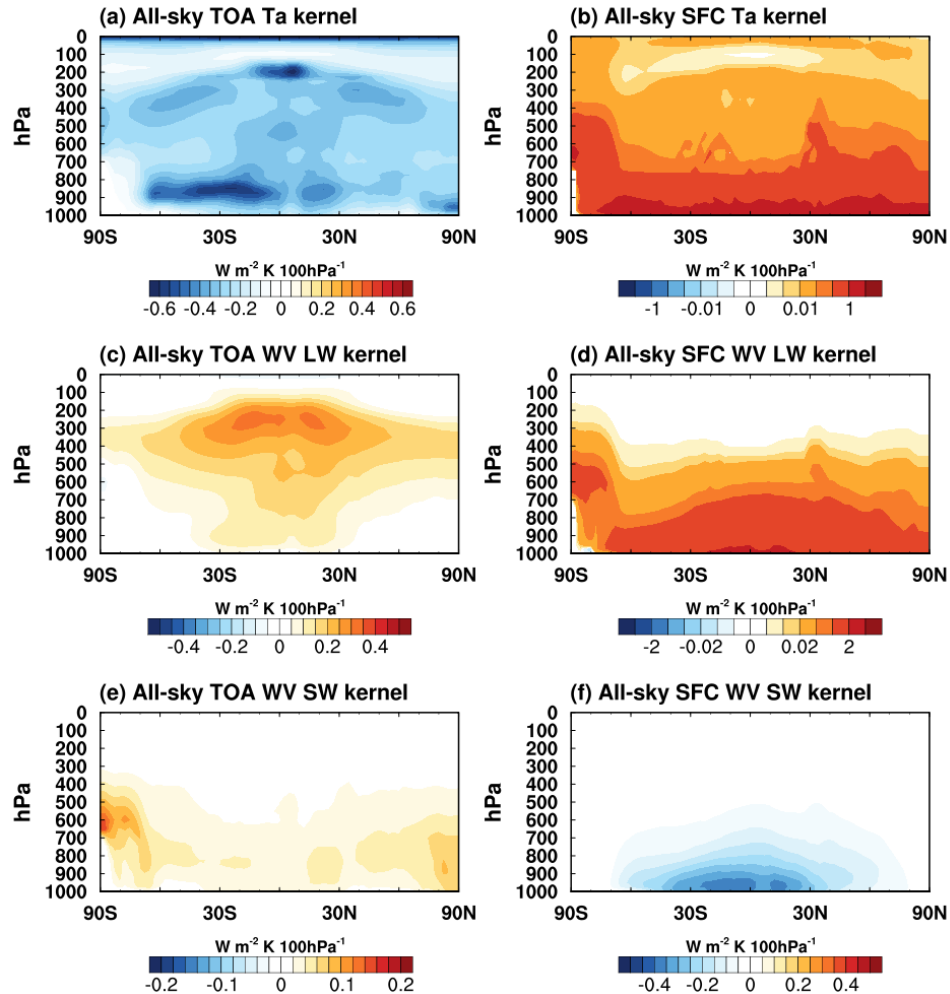 (a) All-sky TOA Ta kernel
0
100
200
300
400
500
600
700
800
900
1000
hPa
90S 30S 30N 90N
W m⁻² K 100hPa⁻¹
-0.6 -0.4 -0.2 0 0.2 0.4 0.6
(b) All-sky SFC Ta kernel
0
100
200
300
400
500
600
700
800
900
1000
hPa
90S 30S 30N 90N
W m⁻² K 100hPa⁻¹
-1 -0.01 0 0.01 1
(c) All-sky TOA WV LW kernel
0
100
200
300
400
500
600
700
800
900
1000
hPa
90S 30S 30N 90N
W m⁻² K 100hPa⁻¹
-0.4 -0.2 0 0.2 0.4
(d) All-sky SFC WV LW kernel
0
100
200
300
400
500
600
700
800
900
1000
hPa
90S 30S 30N 90N
W m⁻² K 100hPa⁻¹
-2 -0.02 0 0.02 2
(e) All-sky TOA WV SW kernel
0
100
200
300
400
500
600
700
800
900
1000
hPa
90S 30S 30N 90N
W m⁻² K 100hPa⁻¹
-0.2 -0.1 0 0.1 0.2
(f) All-sky SFC WV SW kernel
0
100
200
300
400
500
600
700
800
900
1000
hPa
90S 30S 30N 90N
W m⁻² K 100hPa⁻¹
-0.4 -0.2 0 0.2 0.4